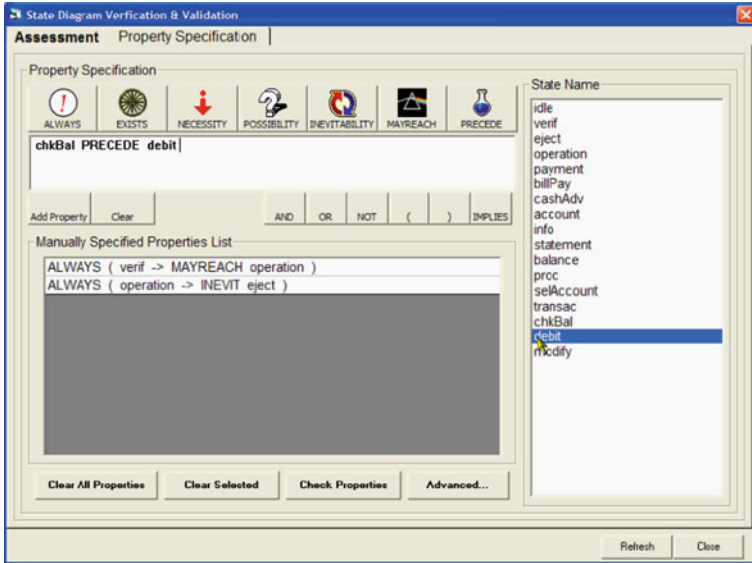 State Diagram Verfication & Validation
Assessment Property Specification
Property Specification
ALWAYS EXISTS NECESSITY POSSIBILITY INEVITABILITY MAYREACH PRECEDE
chkBal PRECEDE debit
Add Property Clear AND OR NOT ( ) IMPLIES
Manually Specified Properties List
ALWAYS ( verif -> MAYREACH operation )
ALWAYS ( operation -> INEVIT eject )
Clear All Properties Clear Selected Check Properties Advanced...
State Name
idle
verif
eject
operation
payment
billPay
cashAdv
account
info
statement
balance
proc
selAccount
transac
chkBal
debit
modify
Refresh Close